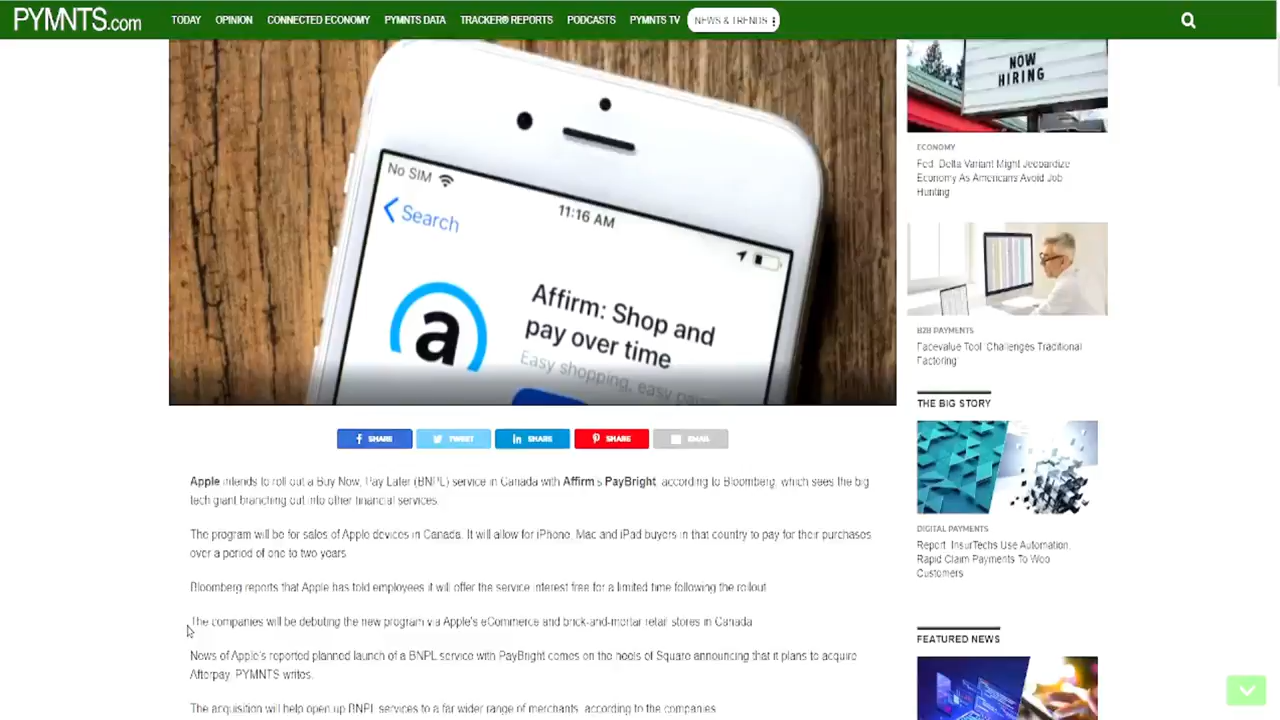 PYMNTS.com
TODAY
OPINION
CONNECTED ECONOMY
PYMNTS DATA
TRACKER® REPORTS
PODCASTS
PYMNTS TV
NEWS & TRENDS
No SIM
11:16 AM
Search
a
Affirm: Shop and
pay over time
Easy shopping, easy
SHARE
TWEET
SHARE
SHARE
EMAIL
Apple intends to roll out a Buy Now, Pay Later (BNPL) service in Canada with Affirm's PayBright, according to Bloomberg, which sees the big
tech giant branching out into other financial services.
The program will be for sales of Apple devices in Canada. It will allow for iPhone, Mac and iPad buyers in that country to pay for their purchases
over a period of one to two years.
Bloomberg reports that Apple has told employees it will offer the service interest free for a limited time following the rollout.
The companies will be debuting the new program via Apple's eCommerce and brick-and-mortar retail stores in Canada.
News of Apple's reported planned launch of a BNPL service with PayBright comes on the heels of Square announcing that it plans to acquire
Afterpay, PYMNTS writes.
The acquisition will help open up BNPL services to a far wider range of merchants, according to the companies.
NOW
HIRING
ECONOMY
Fed: Delta Variant Might Jeopardize
Economy As Americans Avoid Job
Hunting
B2B PAYMENTS
Facevalue Tool Challenges Traditional
Factoring
THE BIG STORY
DIGITAL PAYMENTS
Report: InsurTechs Use Automation,
Rapid Claim Payments To Woo
Customers
FEATURED NEWS